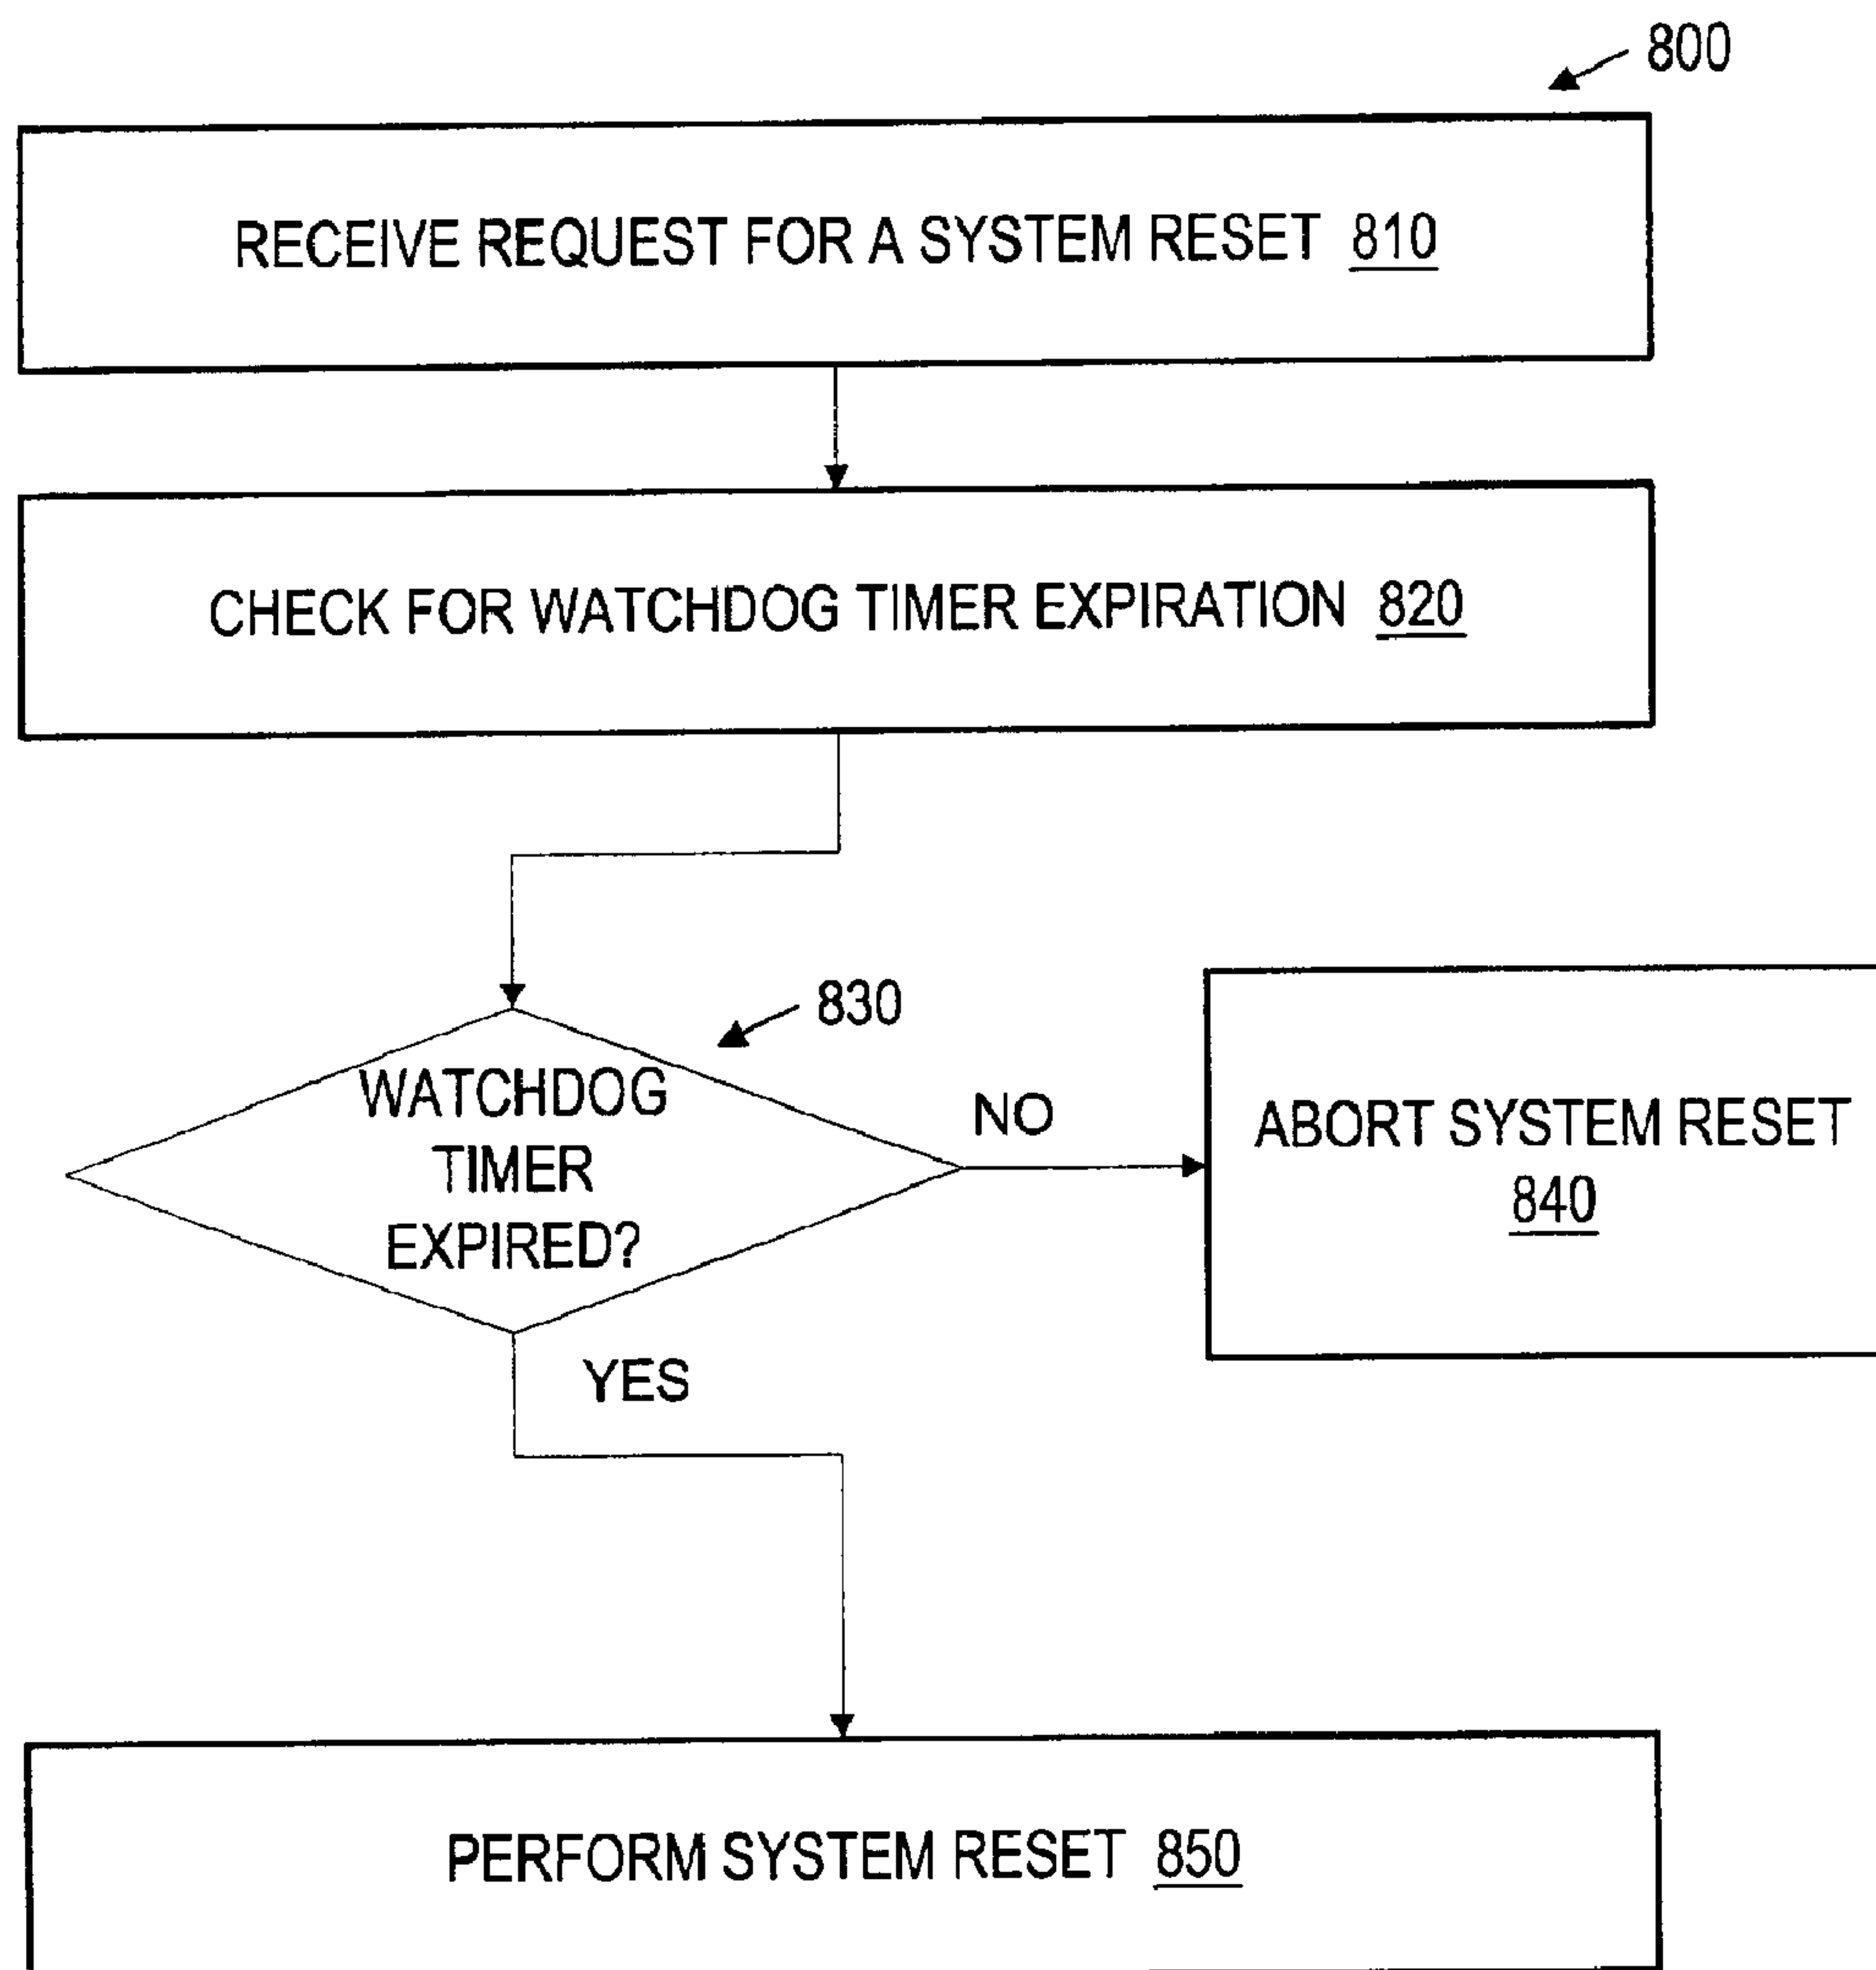 800
RECEIVE REQUEST FOR A SYSTEM RESET 810
CHECK FOR WATCHDOG TIMER EXPIRATION 820
830
WATCHDOG
TIMER
EXPIRED?
NO
ABORT SYSTEM RESET
840
YES
PERFORM SYSTEM RESET 850